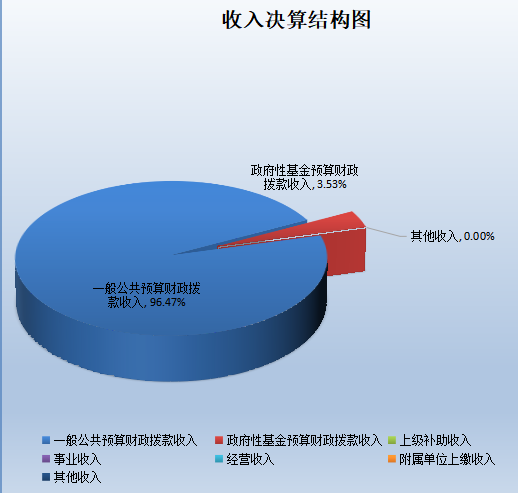 收入决算结构图
政府性基金预算财政
拨款收入, 3.53%
其他收入, 0.00%
一般公共预算财政拨
款收入, 96.47%
一般公共预算财政拨款收入 政府性基金预算财政拨款收入 上级补助收入
事业收入 经营收入 附属单位上缴收入
其他收入